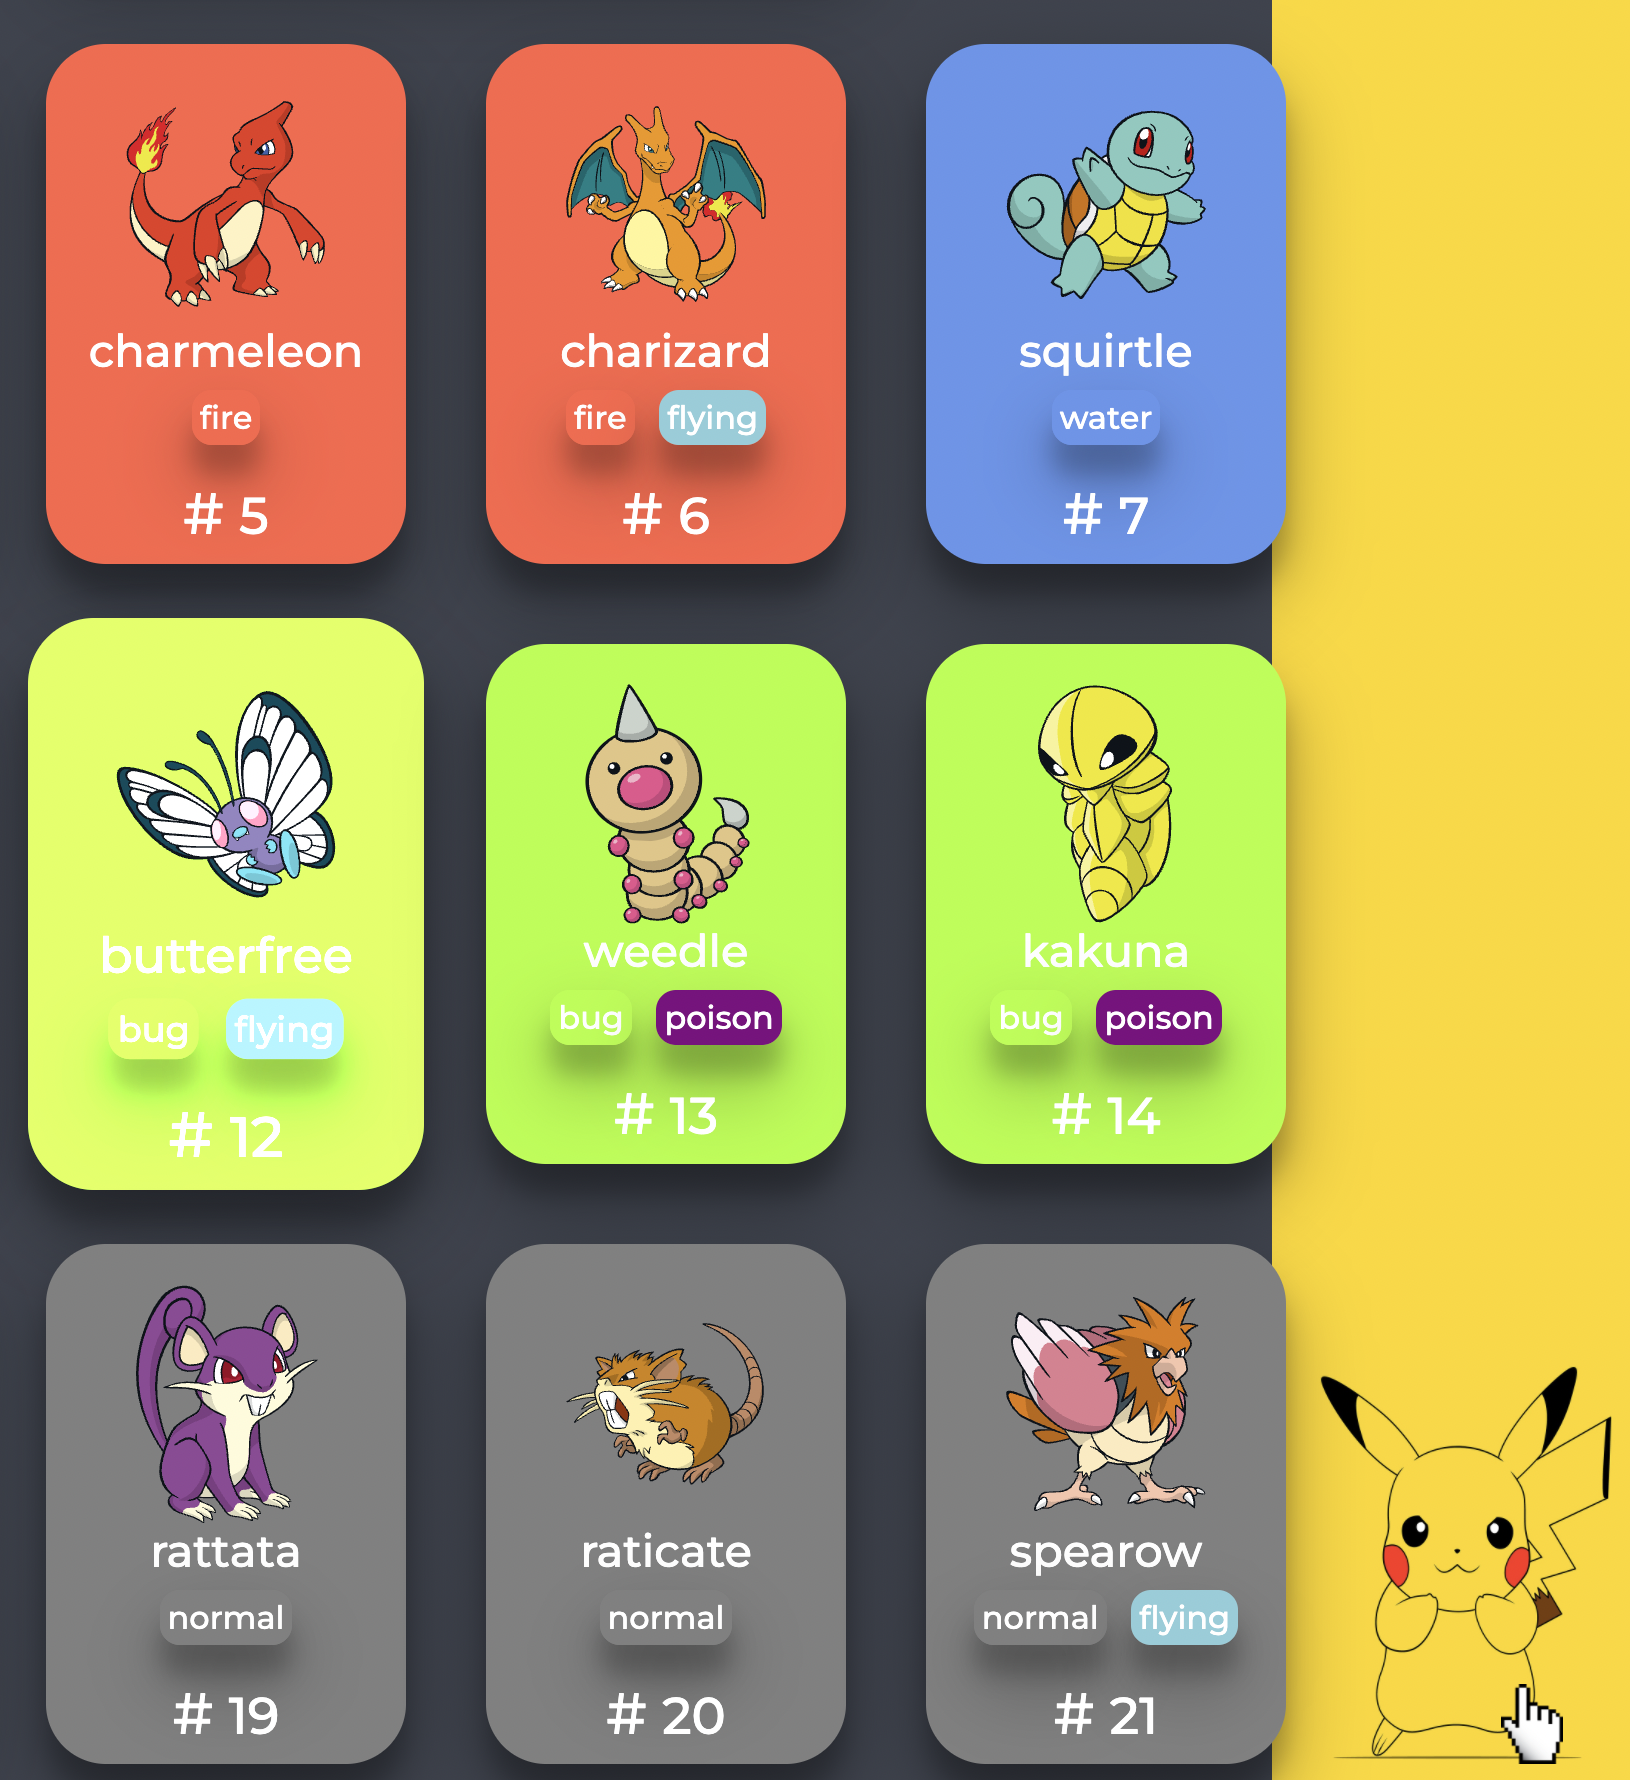 charmeleon
fire
# 5
charizard
fire flying
# 6
squirtle
water
# 7
butterfree
bug flying
# 12
weedle
bug poison
# 13
kakuna
bug poison
# 14
rattata
normal
# 19
raticate
normal
# 20
spearow
normal flying
# 21